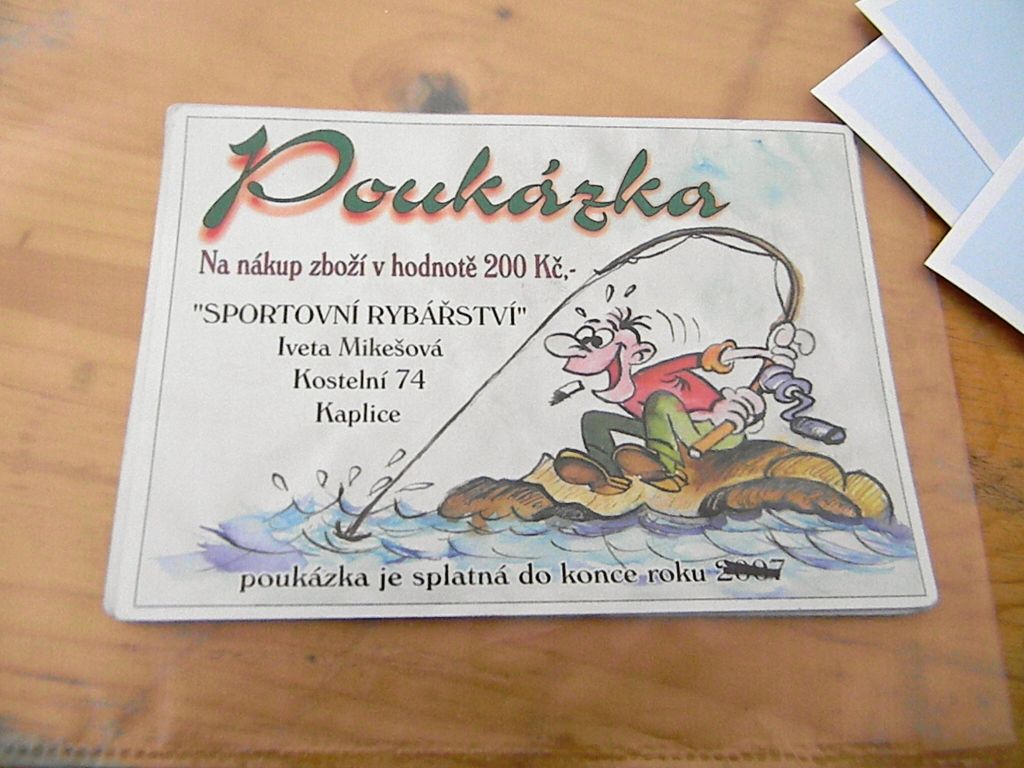 Poukázka
Na nákup zboží v hodnotě 200 Kč,-
"SPORTOVNÍ RYBÁŘSTVÍ"
Iveta Mikešová
Kostelní 74
Kaplice
poukázka je splatná do konce roku 2007